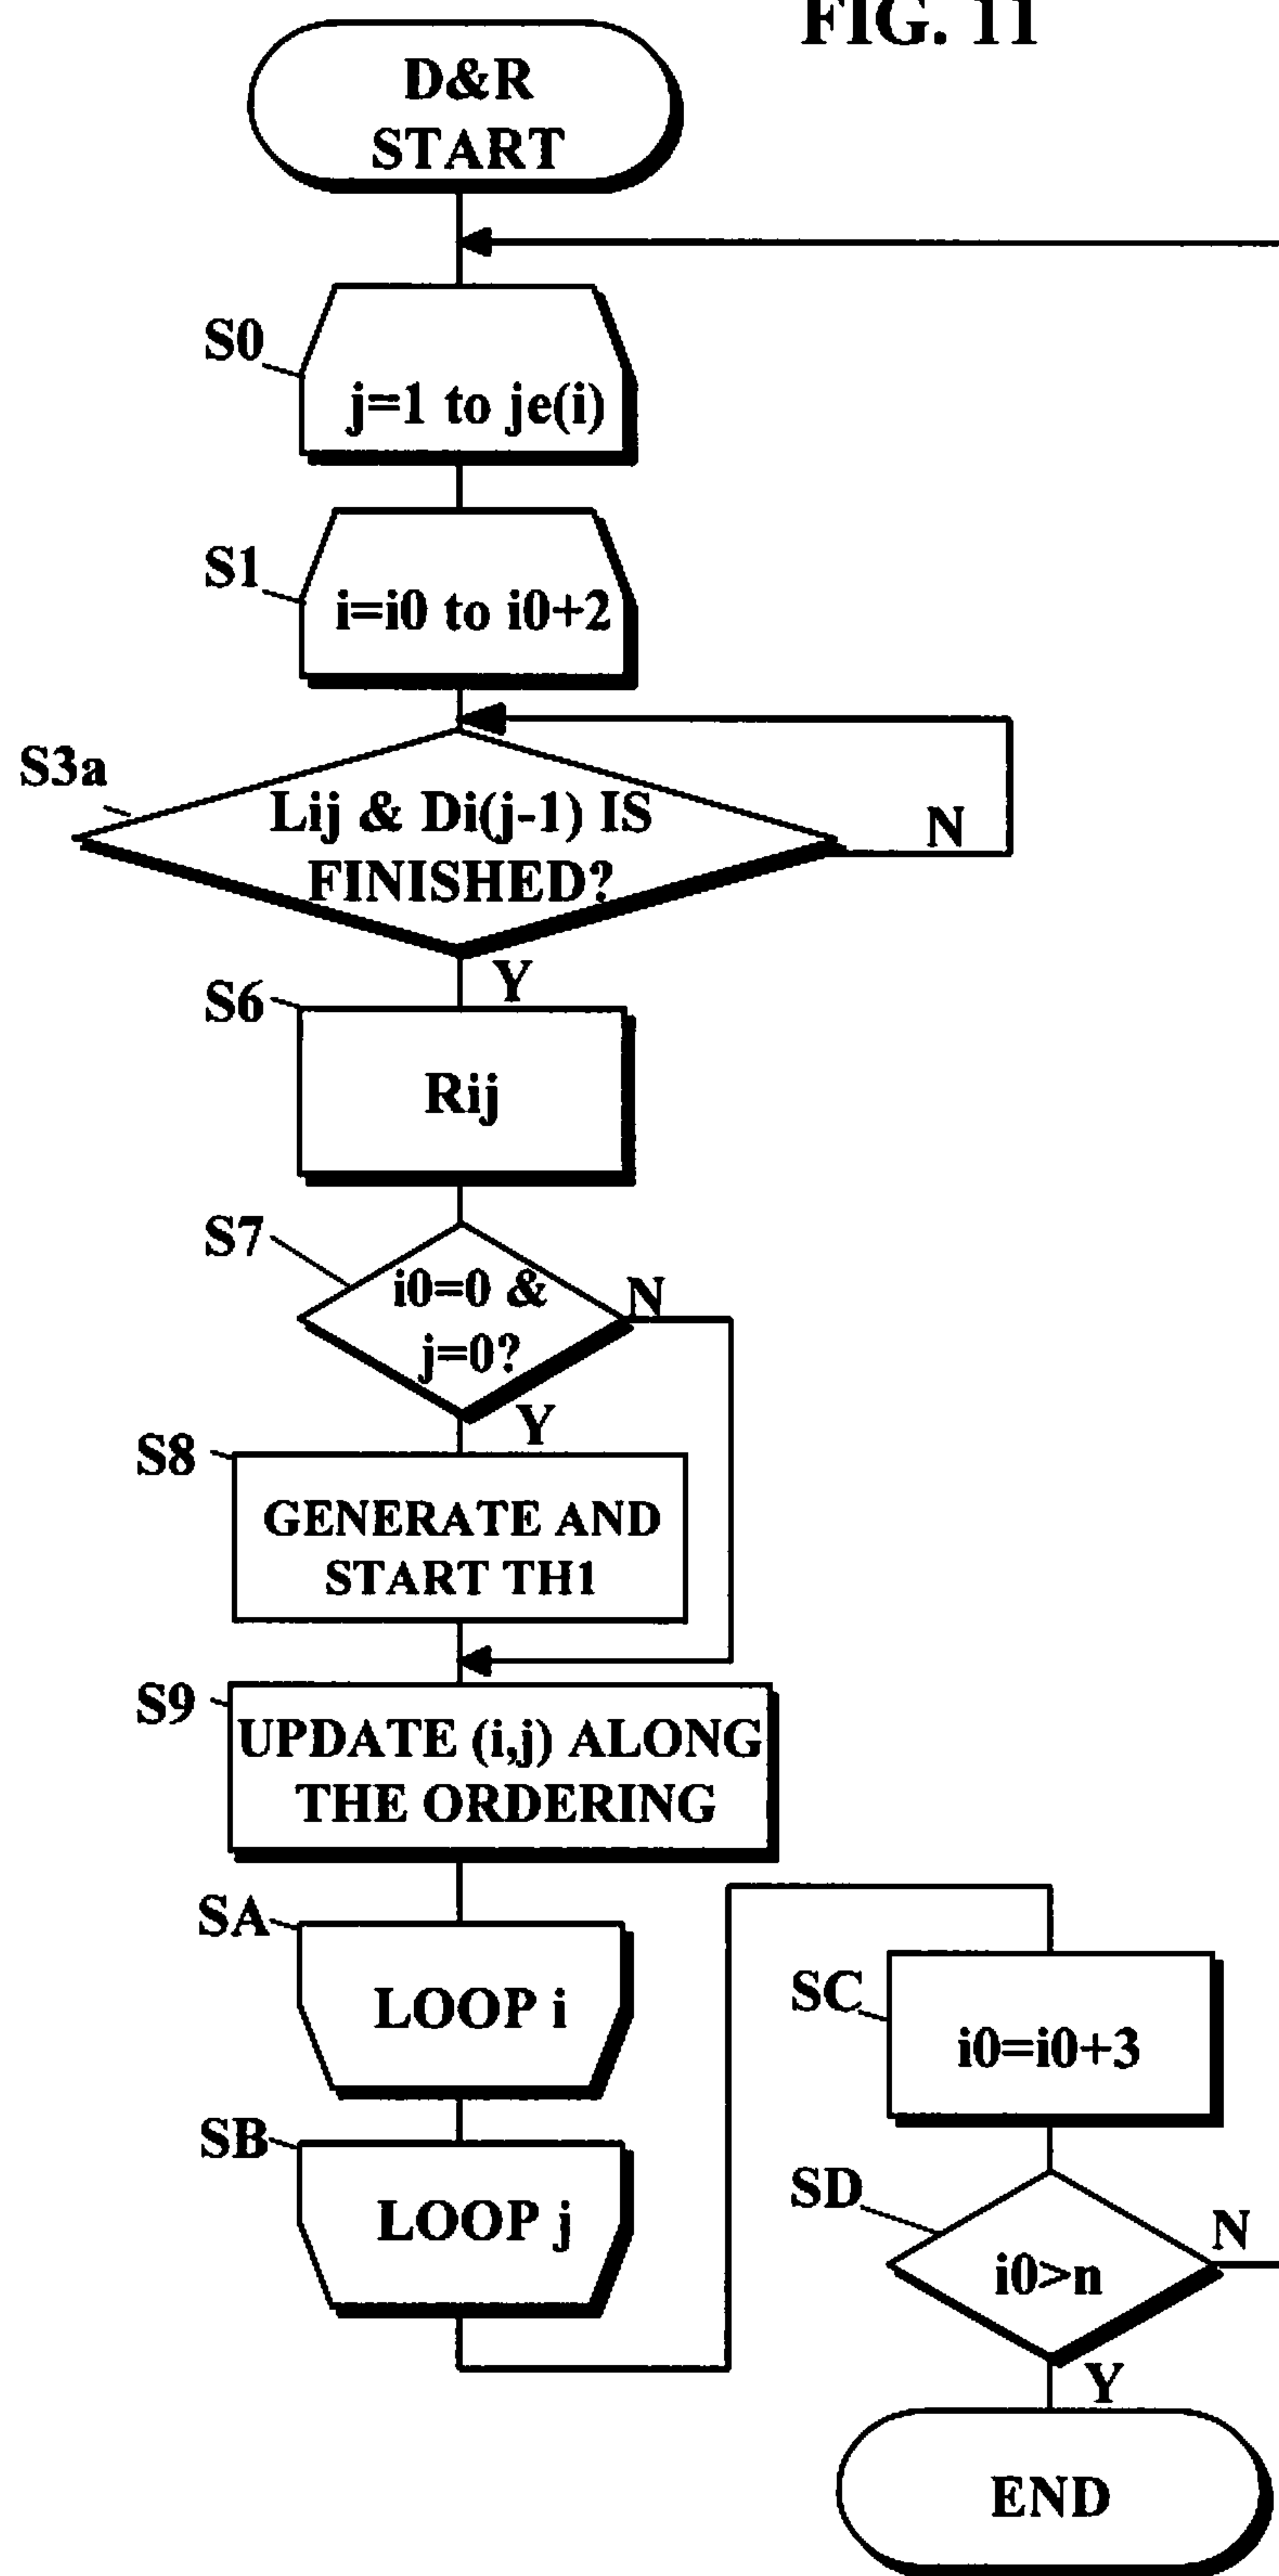 FIG. 11
D&R
START
S0
j=1 to je(i)
S1
i=i0 to i0+2
S3a
Lij & Di(j-1) IS
FINISHED?
N
Y
S6
Rij
S7
i0=0 &
j=0?
N
Y
S8
GENERATE AND
START TH1
S9
UPDATE (i,j) ALONG
THE ORDERING
SA
LOOP i
SB
LOOP j
SC
i0=i0+3
SD
i0>n
N
Y
END